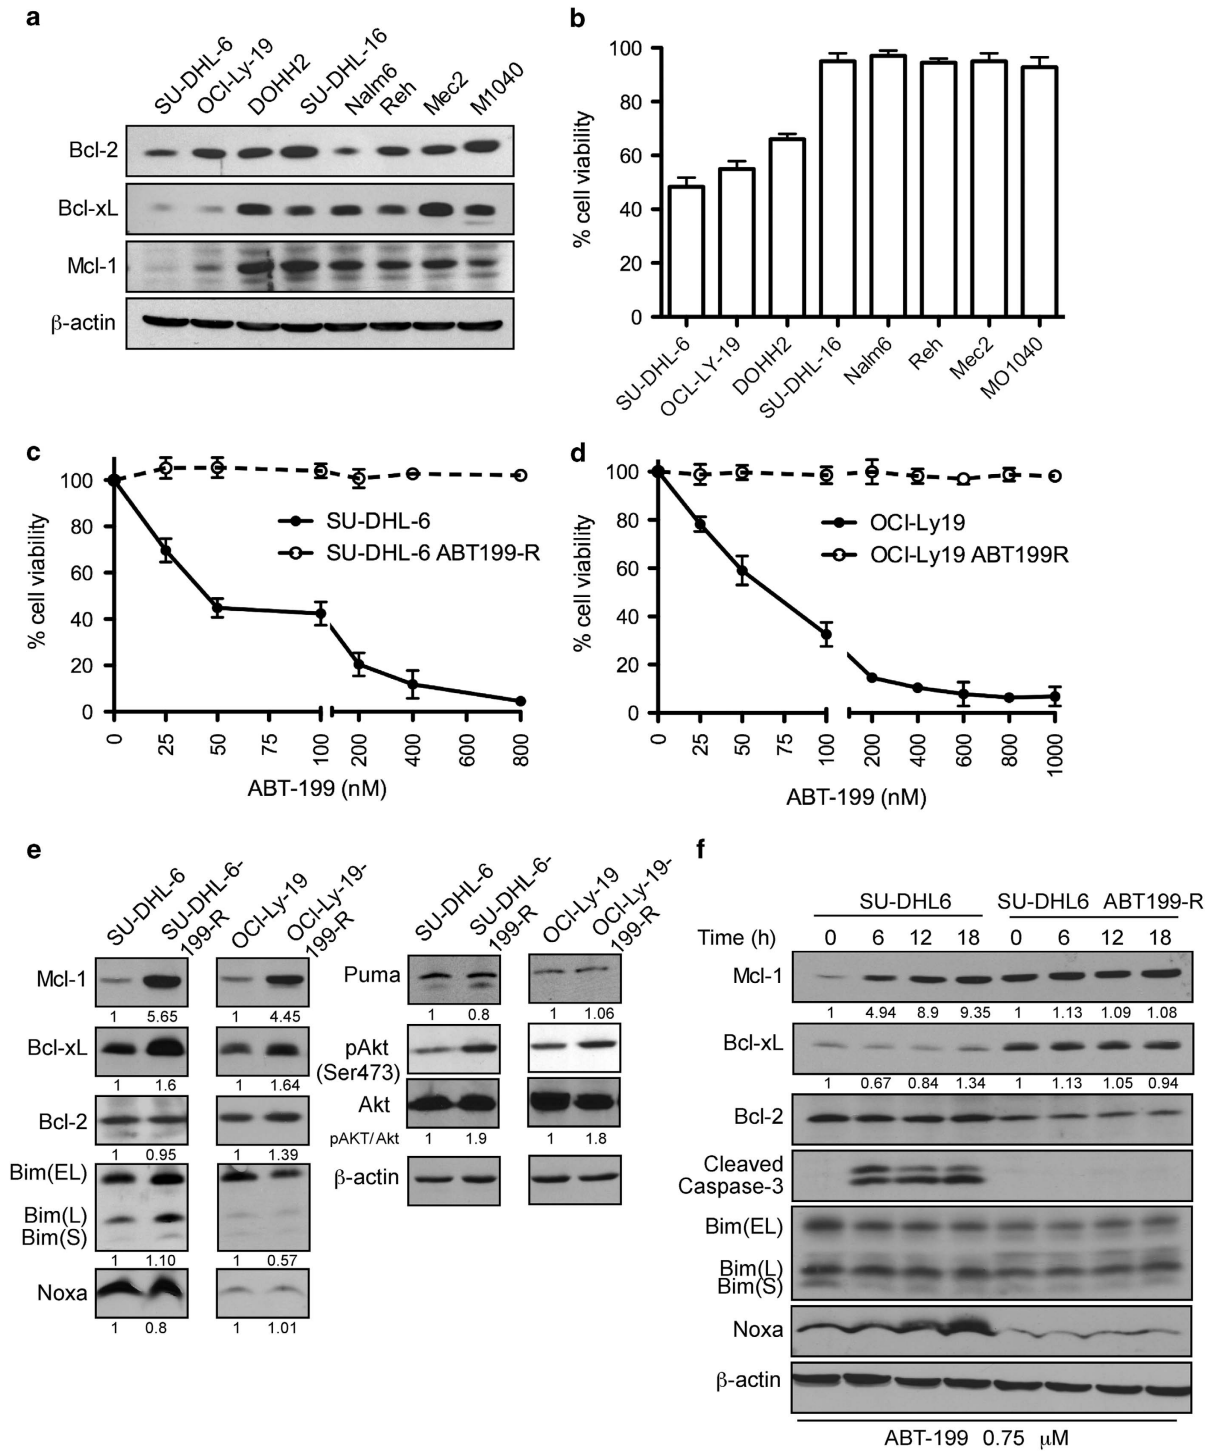 a
SU-DHL-6
OCI-Ly-19
DOHH2
SU-DHL-16
Nalm6
Reh
Mec2
M1040
Bcl-2
Bcl-xL
Mcl-1
β-actin
b
% cell viability
100
80
60
40
20
0
SU-DHL-6
OCL-LY-19
DOHH2
SU-DHL-16
Nalm6
Reh
Mec2
MO1040
c
% cell viability
100
80
60
40
20
0
SU-DHL-6
SU-DHL-6 ABT199-R
0 25 50 75 100 200 400 600 800
ABT-199 (nM)
d
% cell viability
100
80
60
40
20
0
OCI-Ly19
OCI-Ly19 ABT199R
0 25 50 75 100 200 400 600 800 1000
ABT-199 (nM)
e
SU-DHL-6
SU-DHL-6-
199-R
OCI-Ly-19
OCI-Ly-19-
199-R
Mcl-1
1 5.65 1 4.45
Bcl-xL
1 1.6 1 1.64
Bcl-2
1 0.95 1 1.39
Bim(EL)
Bim(L)
Bim(S)
1 1.10 1 0.57
Noxa
1 0.8 1 1.01
SU-DHL-6
SU-DHL-6-
199-R
OCI-Ly-19
OCI-Ly-19-
199-R
Puma
1 0.8 1 1.06
pAkt
(Ser473)
Akt
pAKT/Akt 1 1.9 1 1.8
β-actin
f
SU-DHL6 SU-DHL6 ABT199-R
Time (h) 0 6 12 18 0 6 12 18
Mcl-1
1 4.94 8.9 9.35 1 1.13 1.09 1.08
Bcl-xL
1 0.67 0.84 1.34 1 1.13 1.05 0.94
Bcl-2
Cleaved
Caspase-3
Bim(EL)
Bim(L)
Bim(S)
Noxa
β-actin
ABT-199 0.75 μM